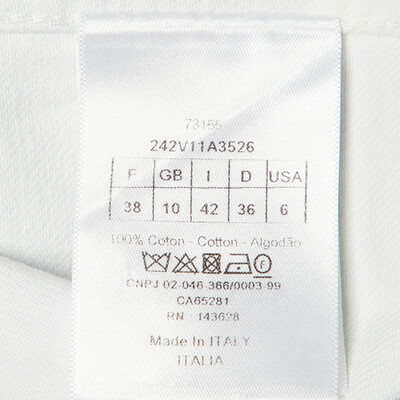 73166
242V11A3526
F GB I D USA
38 10 42 36 6
100% Coton - Cotton - Algodão
F
CNPJ 02-046-366/0003-99
CA65281
RN : 143628
Made In ITALY
ITALIA